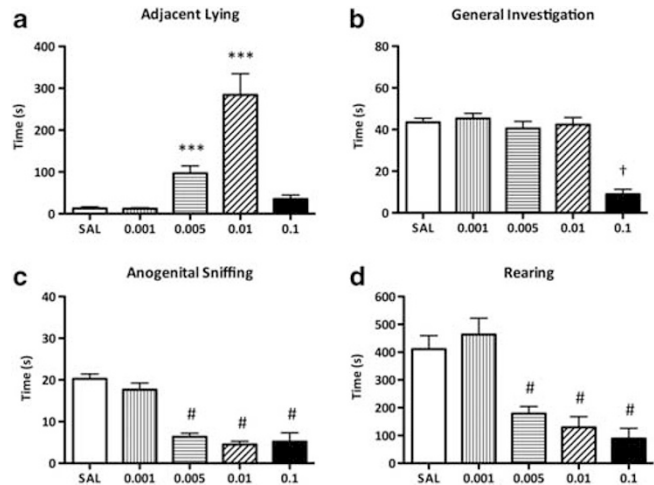 a Adjacent Lying
Time (s)
400
300
200
100
0
***
***
SAL 0.001 0.005 0.01 0.1
b General Investigation
Time (s)
80
60
40
20
0
†
SAL 0.001 0.005 0.01 0.1
c Anogenital Sniffing
Time (s)
40
30
20
10
0
# # #
SAL 0.001 0.005 0.01 0.1
d Rearing
Time (s)
600
500
400
300
200
100
0
# # #
SAL 0.001 0.005 0.01 0.1